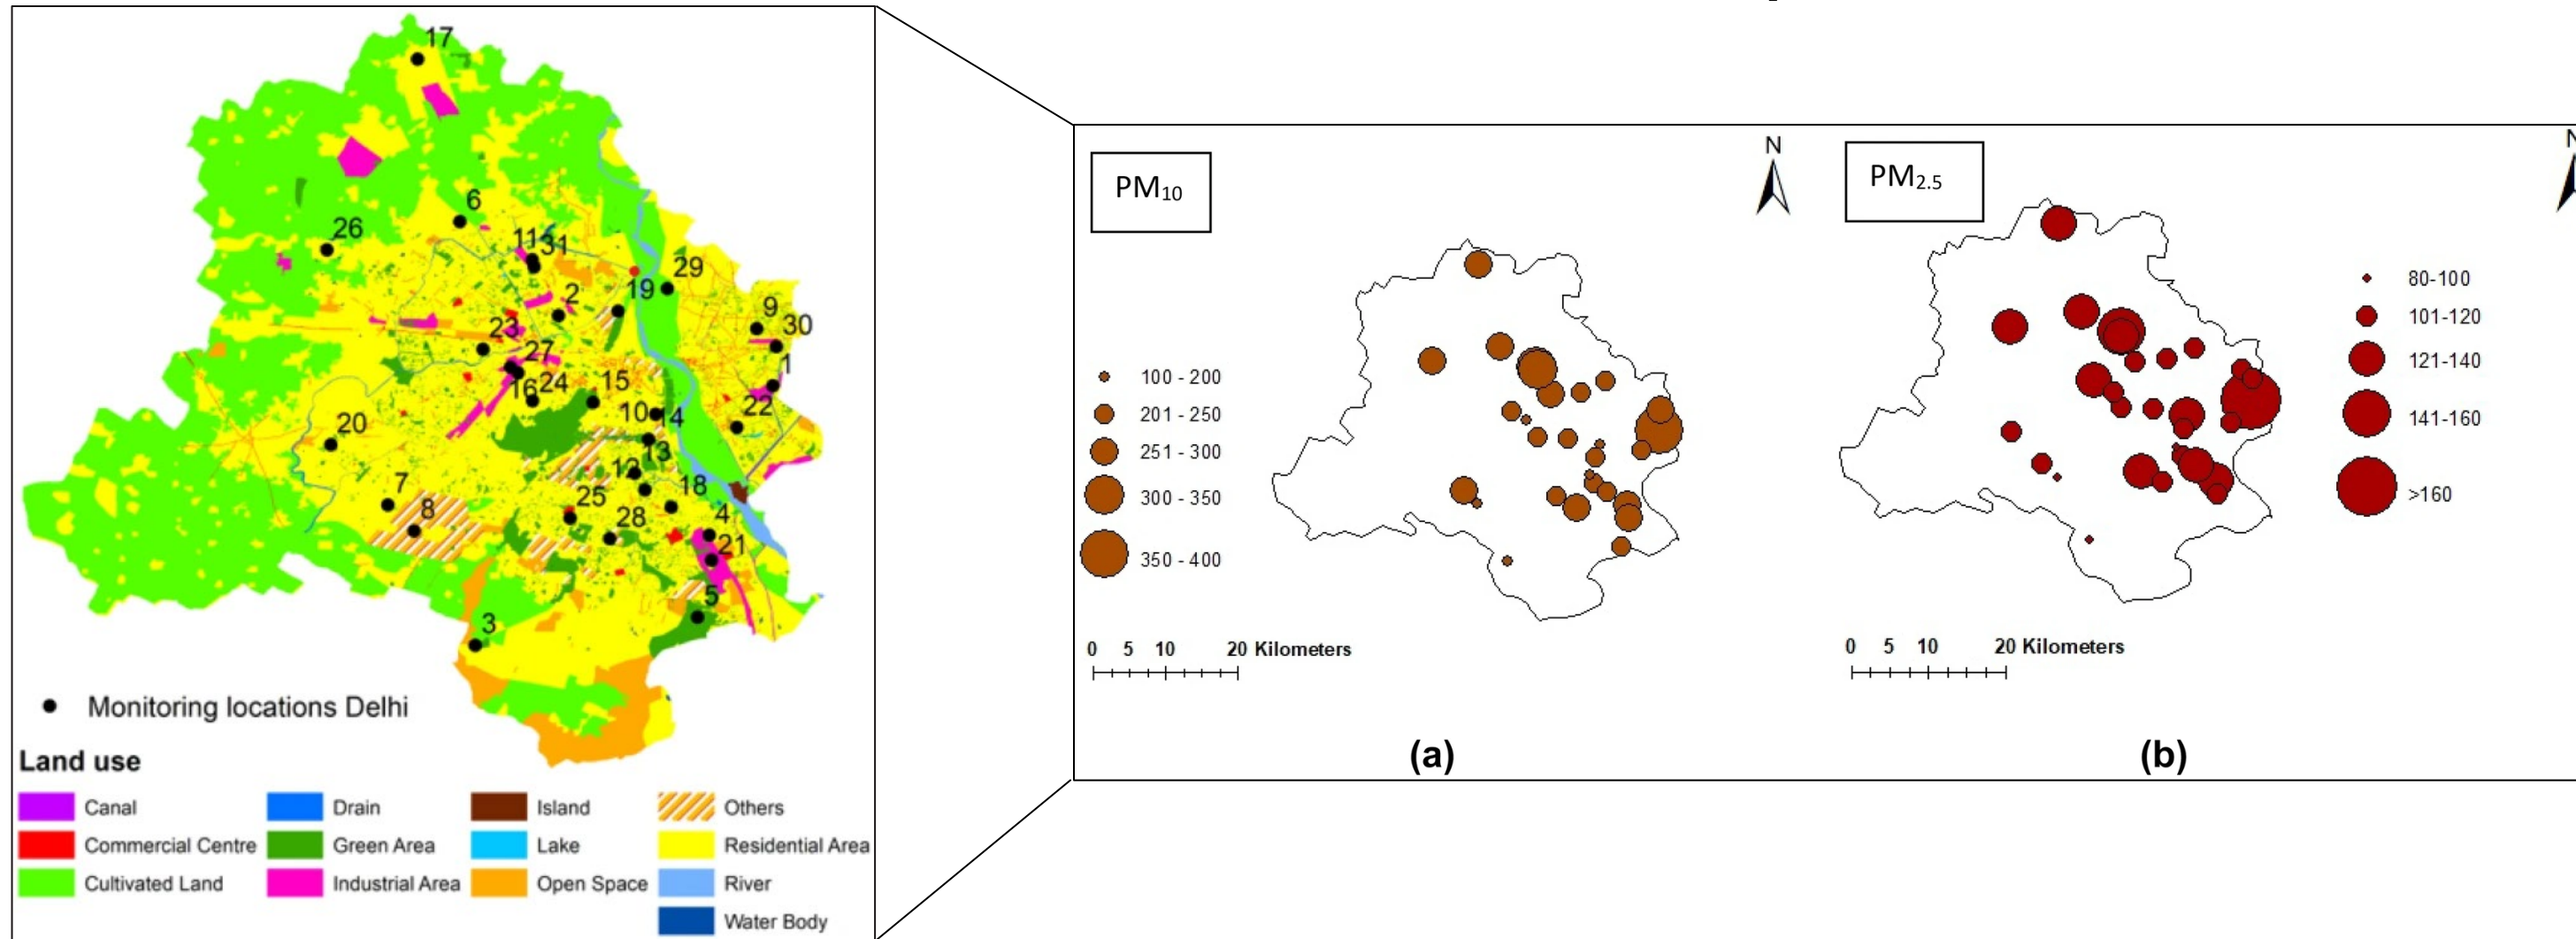 17
6
26
11 31
29
19
2
9
30
23
27
1
16 24
15
10 14
22
20
13
12
7
8
25
18
28
4
21
5
3
Monitoring locations Delhi
Land use
Canal
Drain
Island
Others
Commercial Centre
Green Area
Lake
Residential Area
Cultivated Land
Industrial Area
Open Space
River
Water Body
PM10
N
100 - 200
201 - 250
251 - 300
300 - 350
350 - 400
0 5 10 20 Kilometers
(a)
PM2.5
N
80-100
101-120
121-140
141-160
>160
0 5 10 20 Kilometers
(b)